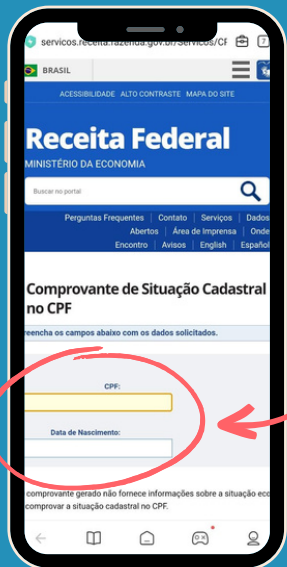 servicos.receita.fazenda.gov.br/Servicos/CF
7
BRASIL
ACESSIBILIDADE ALTO CONTRASTE MAPA DO SITE
Receita Federal
MINISTÉRIO DA ECONOMIA
Buscar no portal
Perguntas Frequentes | Contato | Serviços | Dados
Abertos | Área de Imprensa | Onde
Encontro | Avisos | English | Español
Comprovante de Situação Cadastral
no CPF
reencha os campos abaixo com os dados solicitados.
CPF:
Data de Nascimento:
comprovante gerado não fornece informações sobre a situação eco
comprovar a situação cadastral no CPF.